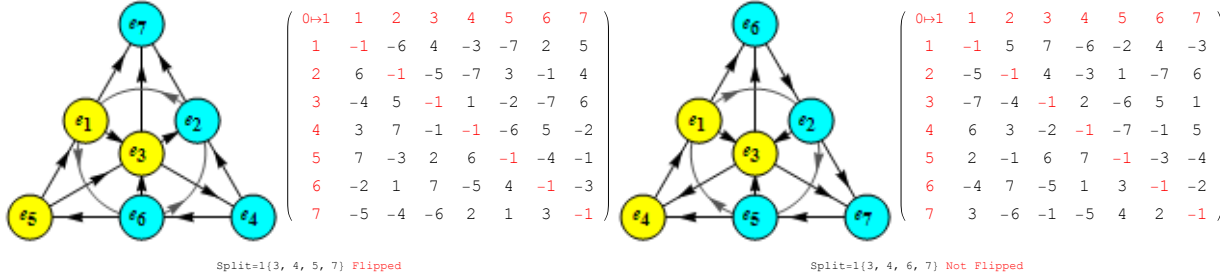 e7
e1
e2
e3
e5
e6
e4
0↦1 1 2 3 4 5 6 7
1 -1 -6 4 -3 -7 2 5
2 6 -1 -5 -7 3 -1 4
3 -4 5 -1 1 -2 -7 6
4 3 7 -1 -1 -6 5 -2
5 7 -3 2 6 -1 -4 -1
6 -2 1 7 -5 4 -1 -3
7 -5 -4 -6 2 1 3 -1
Split=1{3, 4, 5, 7} Flipped
e6
e1
e2
e3
e4
e5
e7
0↦1 1 2 3 4 5 6 7
1 -1 5 7 -6 -2 4 -3
2 -5 -1 4 -3 1 -7 6
3 -7 -4 -1 2 -6 5 1
4 6 3 -2 -1 -7 -1 5
5 2 -1 6 7 -1 -3 -4
6 -4 7 -5 1 3 -1 -2
7 3 -6 -1 -5 4 2 -1
Split=1{3, 4, 6, 7} Not Flipped